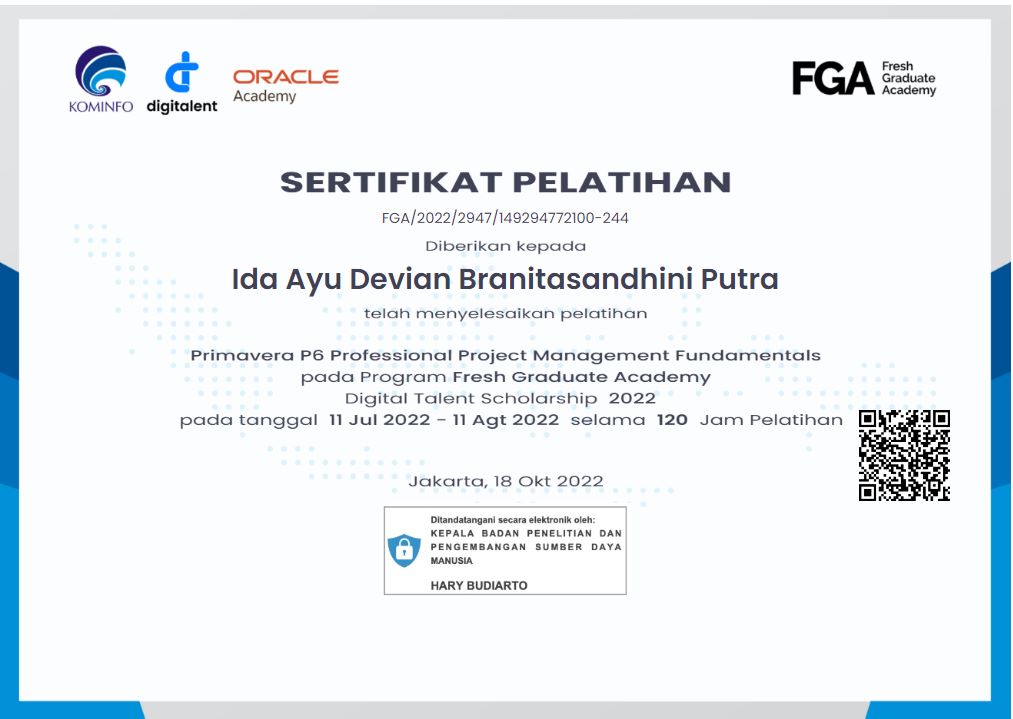 KOMINFO
digitalent
ORACLE
Academy
FGA
Fresh
Graduate
Academy
SERTIFIKAT PELATIHAN
FGA/2022/2947/149294772100-244
Diberikan kepada
Ida Ayu Devian Branitasandhini Putra
telah menyelesaikan pelatihan
Primavera P6 Professional Project Management Fundamentals
pada Program Fresh Graduate Academy
Digital Talent Scholarship 2022
pada tanggal 11 Jul 2022 - 11 Agt 2022 selama 120 Jam Pelatihan
Jakarta, 18 Okt 2022
Ditandatangani secara elektronik oleh:
KEPALA BADAN PENELITIAN DAN
PENGEMBANGAN SUMBER DAYA
MANUSIA
HARY BUDIARTO